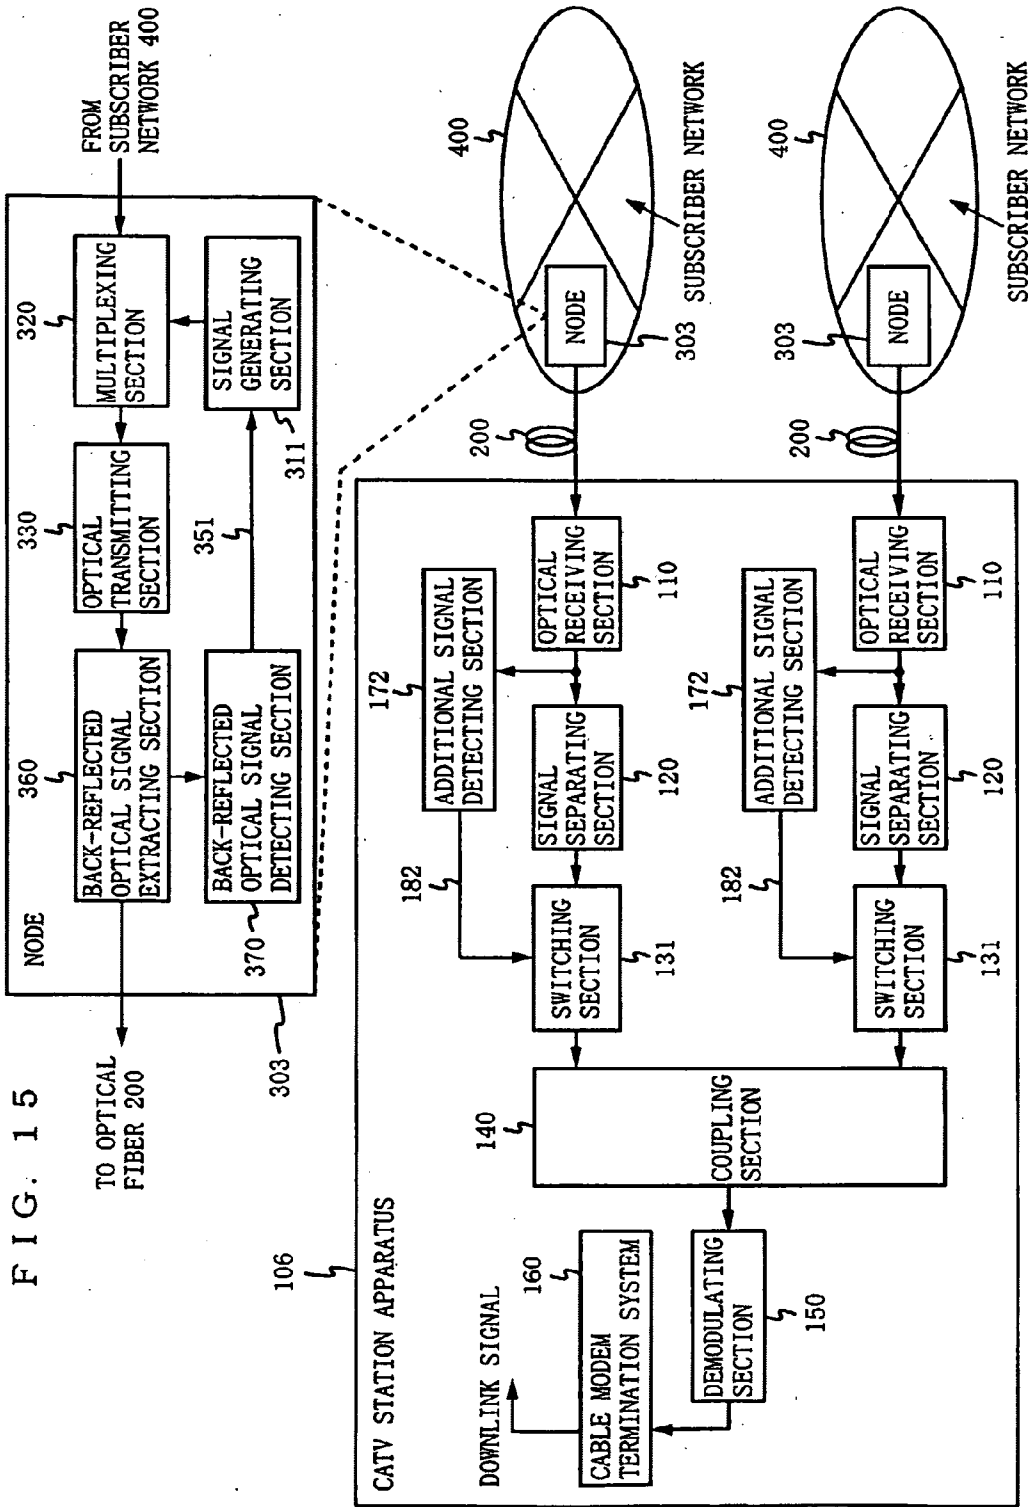 FIG. 15
TO OPTICAL
FIBER 200
303
NODE
360
BACK-REFLECTED
OPTICAL SIGNAL
EXTRACTING SECTION
330
OPTICAL
TRANSMITTING
SECTION
320
MULTIPLEXING
SECTION
FROM
SUBSCRIBER
NETWORK 400
370
BACK-REFLECTED
OPTICAL SIGNAL
DETECTING SECTION
351
SIGNAL
GENERATING
SECTION
311
106
CATV STATION APPARATUS
DOWNLINK SIGNAL
160
CABLE MODEM
TERMINATION SYSTEM
DEMODULATING
SECTION
150
140
COUPLING
SECTION
182
172
ADDITIONAL SIGNAL
DETECTING SECTION
SWITCHING
SECTION
131
SIGNAL
SEPARATING
SECTION
120
OPTICAL
RECEIVING
SECTION
110
200
NODE
303
400
SUBSCRIBER NETWORK
182
172
ADDITIONAL SIGNAL
DETECTING SECTION
SWITCHING
SECTION
131
SIGNAL
SEPARATING
SECTION
120
OPTICAL
RECEIVING
SECTION
110
200
303
NODE
400
SUBSCRIBER NETWORK